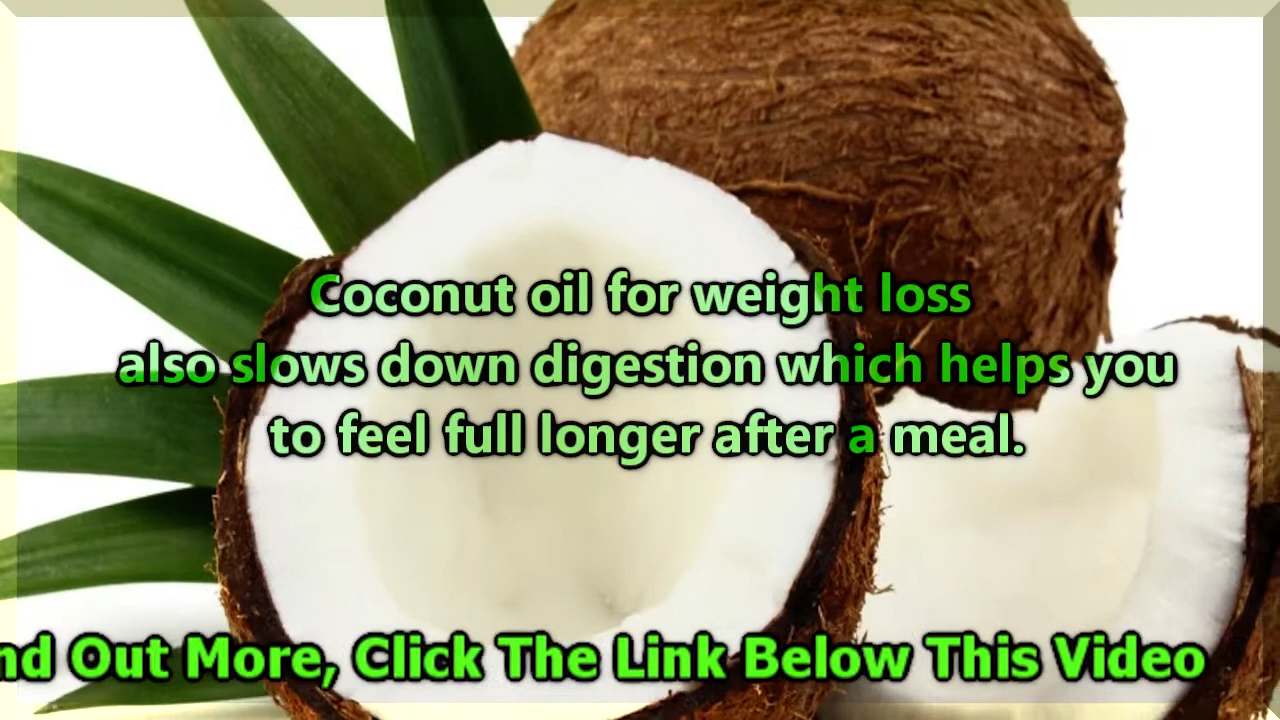 Coconut oil for weight loss
also slows down digestion which helps you
to feel full longer after a meal.
nd Out More, Click The Link Below This Video